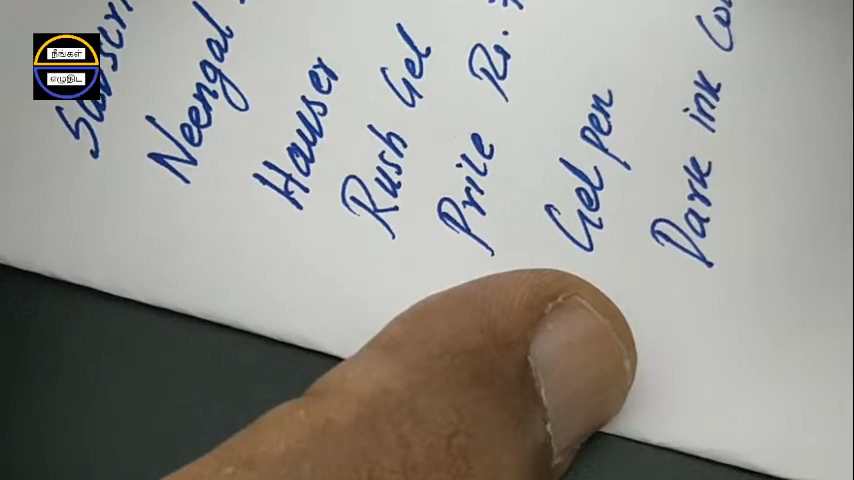 நீங்கள்
எழுதிட
Neengal
Hauser
Rush Gel
Price Rs.
Gel pen
Dark ink